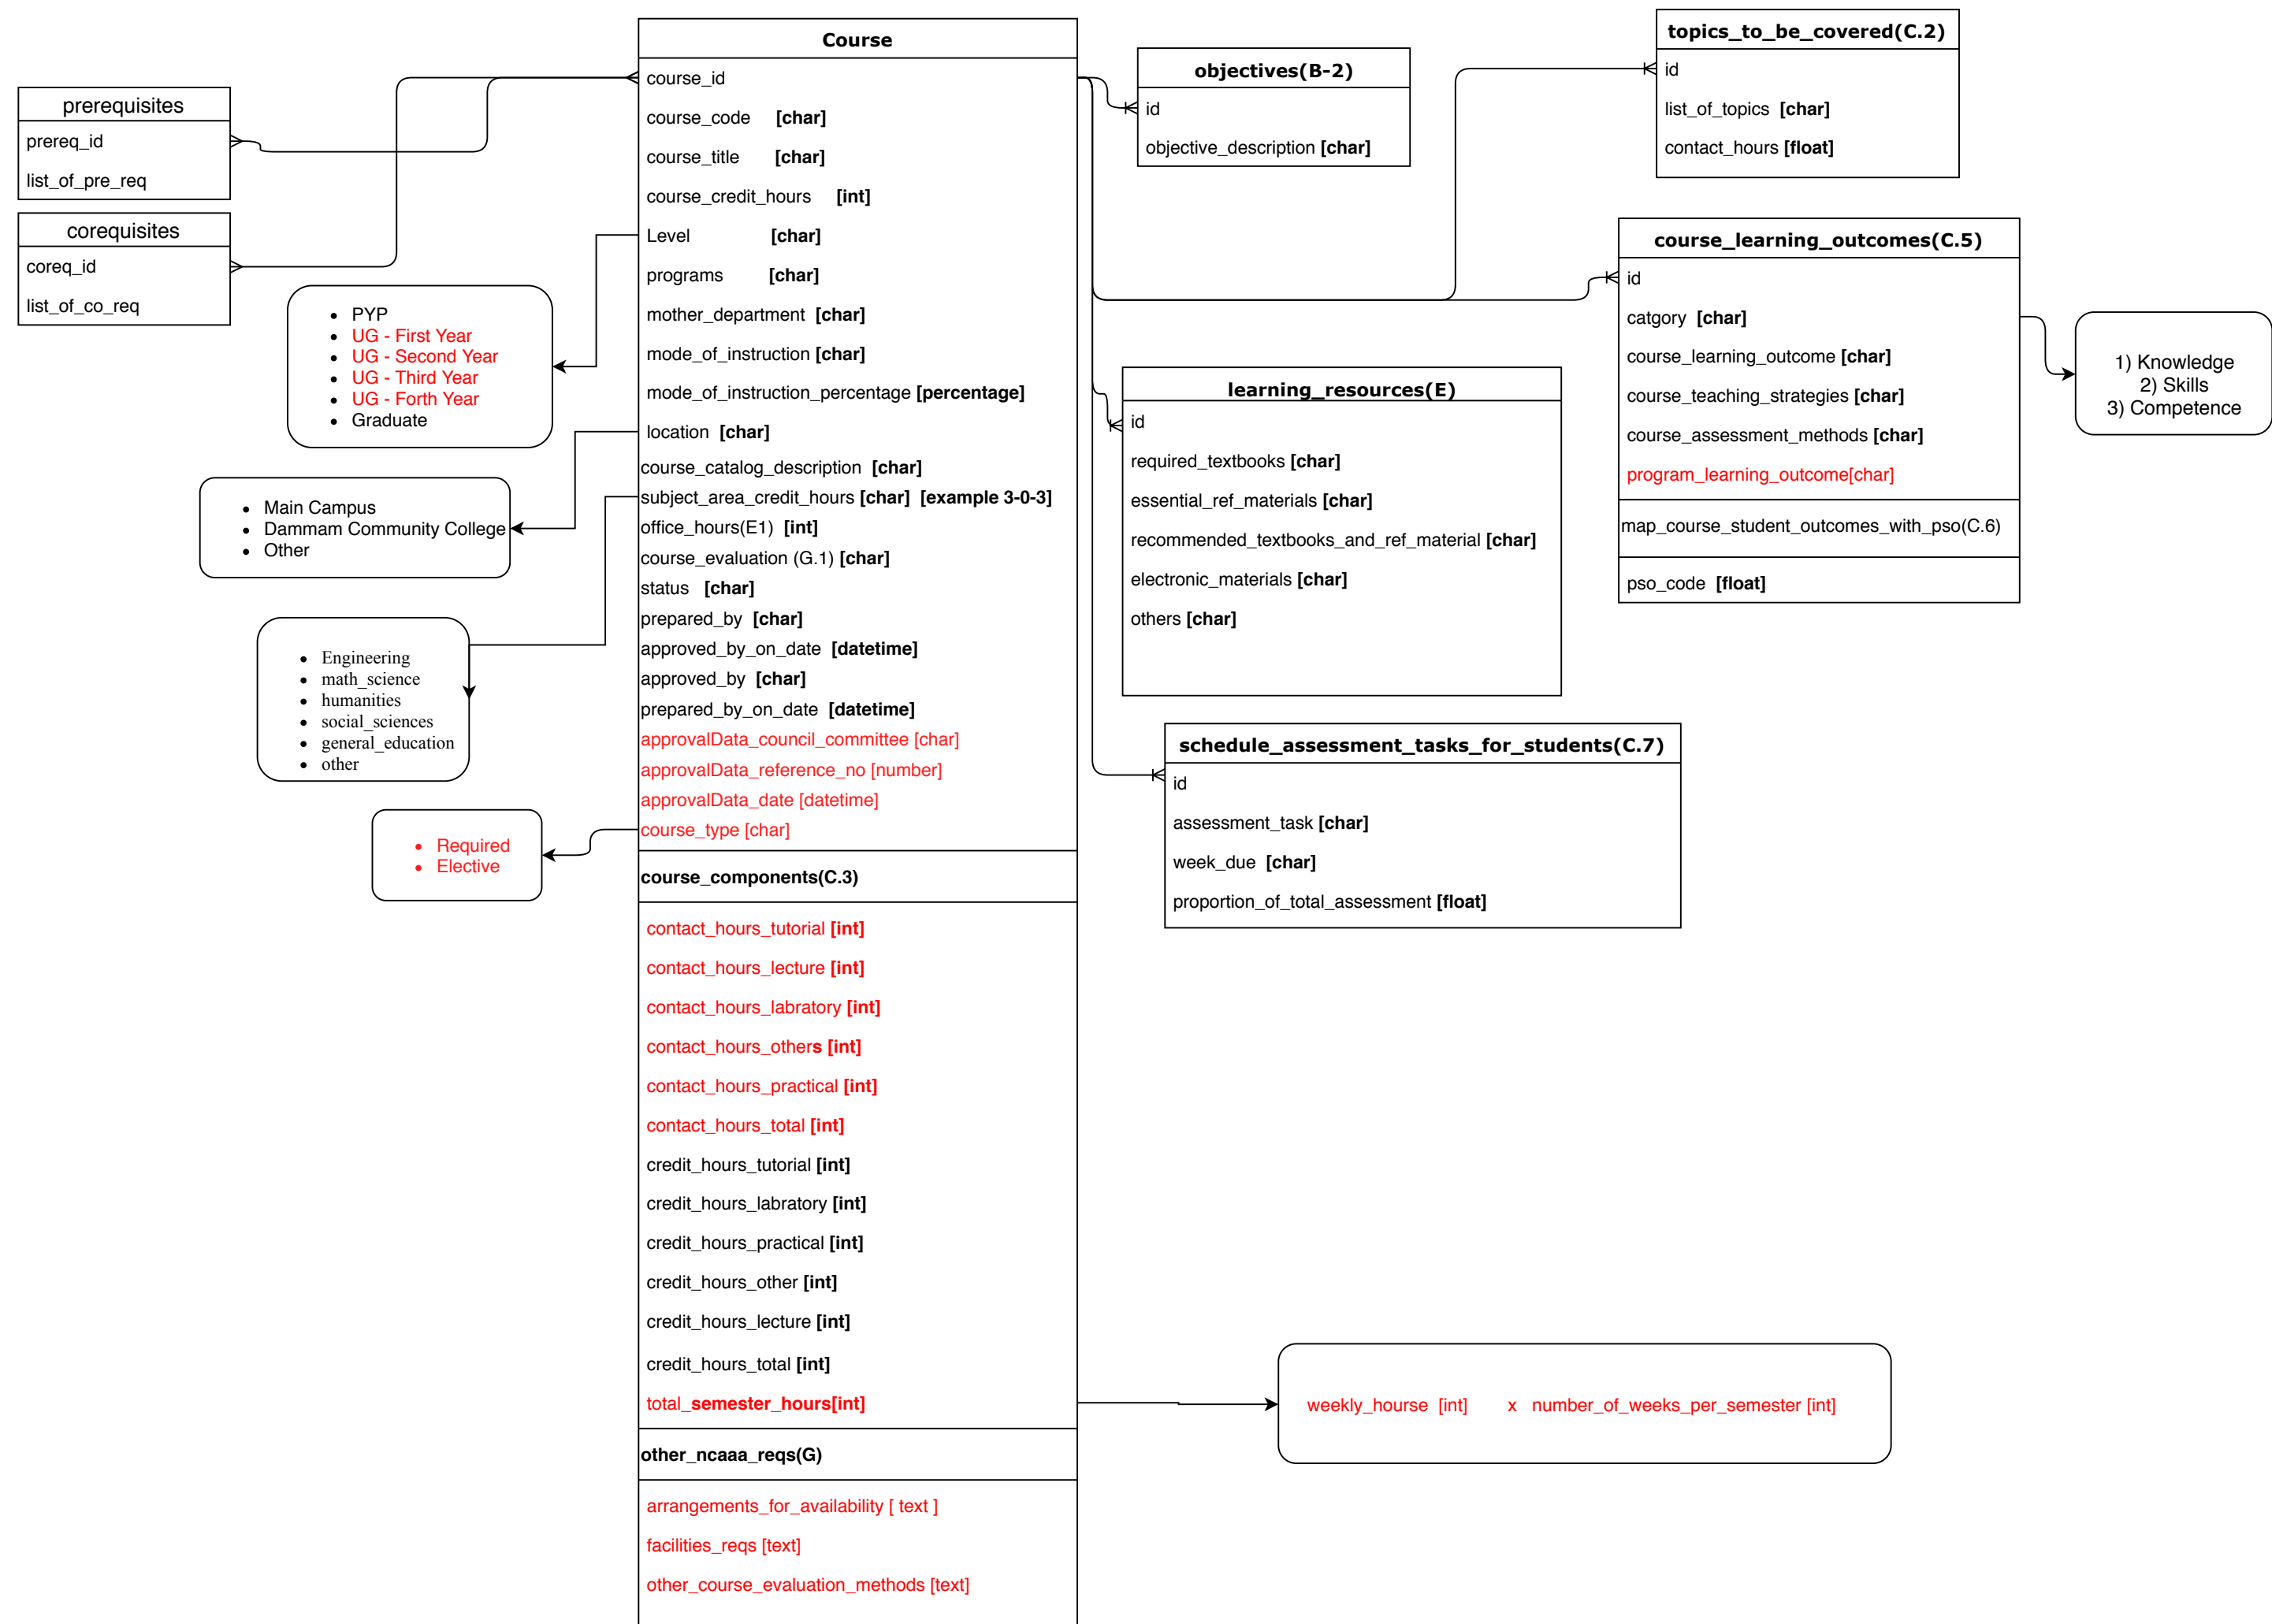 prerequisites
prereq_id
list_of_pre_req
corequisites
coreq_id
list_of_co_req
PYP
UG - First Year
UG - Second Year
UG - Third Year
UG - Forth Year
Graduate
Main Campus
Dammam Community College
Other
Engineering
math_science
humanities
social_sciences
general_education
other
Required
Elective
Course
course_id
course_code [char]
course_title [char]
course_credit_hours [int]
Level [char]
programs [char]
mother_department [char]
mode_of_instruction [char]
mode_of_instruction_percentage [percentage]
location [char]
course_catalog_description [char]
subject_area_credit_hours [char] [example 3-0-3]
office_hours(E1) [int]
course_evaluation (G.1) [char]
status [char]
prepared_by [char]
approved_by_on_date [datetime]
approved_by [char]
prepared_by_on_date [datetime]
approvalData_council_committee [char]
approvalData_reference_no [number]
approvalData_date [datetime]
course_type [char]
course_components(C.3)
contact_hours_tutorial [int]
contact_hours_lecture [int]
contact_hours_labratory [int]
contact_hours_others [int]
contact_hours_practical [int]
contact_hours_total [int]
credit_hours_tutorial [int]
credit_hours_labratory [int]
credit_hours_practical [int]
credit_hours_other [int]
credit_hours_lecture [int]
credit_hours_total [int]
total_semester_hours[int]
other_ncaaa_reqs(G)
arrangements_for_availability [ text ]
facilities_reqs [text]
other_course_evaluation_methods [text]
objectives(B-2)
id
objective_description [char]
topics_to_be_covered(C.2)
id
list_of_topics [char]
contact_hours [float]
course_learning_outcomes(C.5)
id
catgory [char]
course_learning_outcome [char]
course_teaching_strategies [char]
course_assessment_methods [char]
program_learning_outcome[char]
map_course_student_outcomes_with_pso(C.6)
pso_code [float]
1) Knowledge
2) Skills
3) Competence
learning_resources(E)
id
required_textbooks [char]
essential_ref_materials [char]
recommended_textbooks_and_ref_material [char]
electronic_materials [char]
others [char]
schedule_assessment_tasks_for_students(C.7)
id
assessment_task [char]
week_due [char]
proportion_of_total_assessment [float]
weekly_hourse [int] x number_of_weeks_per_semester [int]